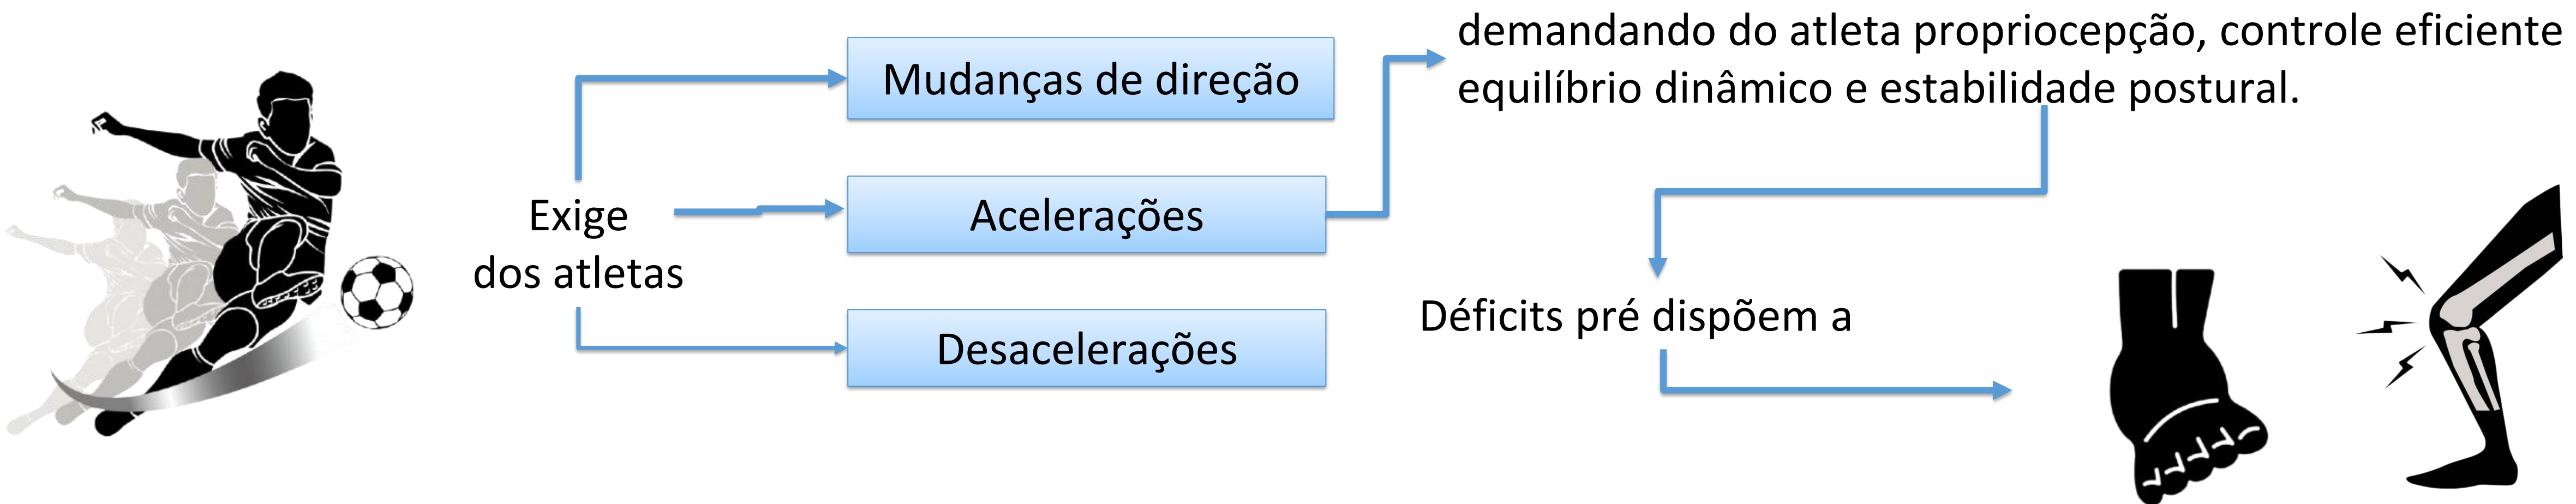 Exige
dos atletas
Mudanças de direção
Acelerações
Desacelerações
demandando do atleta propriocepção, controle eficiente
equilíbrio dinâmico e estabilidade postural.
Déficits pré dispõem a